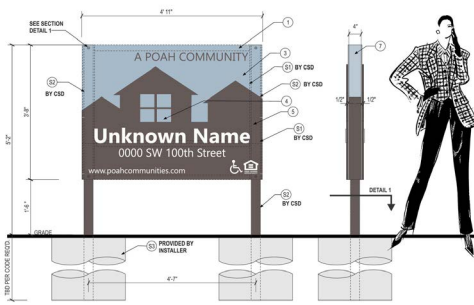 4' 11"
SEE SECTION
DETAIL 1
1
A POAH COMMUNITY
3
S1 BY CSD
S2
BY CSD
S2
BY CSD
4
5
S1
BY CSD
Unknown Name
0000 SW 100th Street
www.poahcommunities.com
S2
BY CSD
3'-8"
5'-2"
1'-6"
GRADE
S3 PROVIDED BY
INSTALLER
4'-7"
TBD PER CODE REQ'D.
4"
7
1/2"
1/2"
DETAIL 1